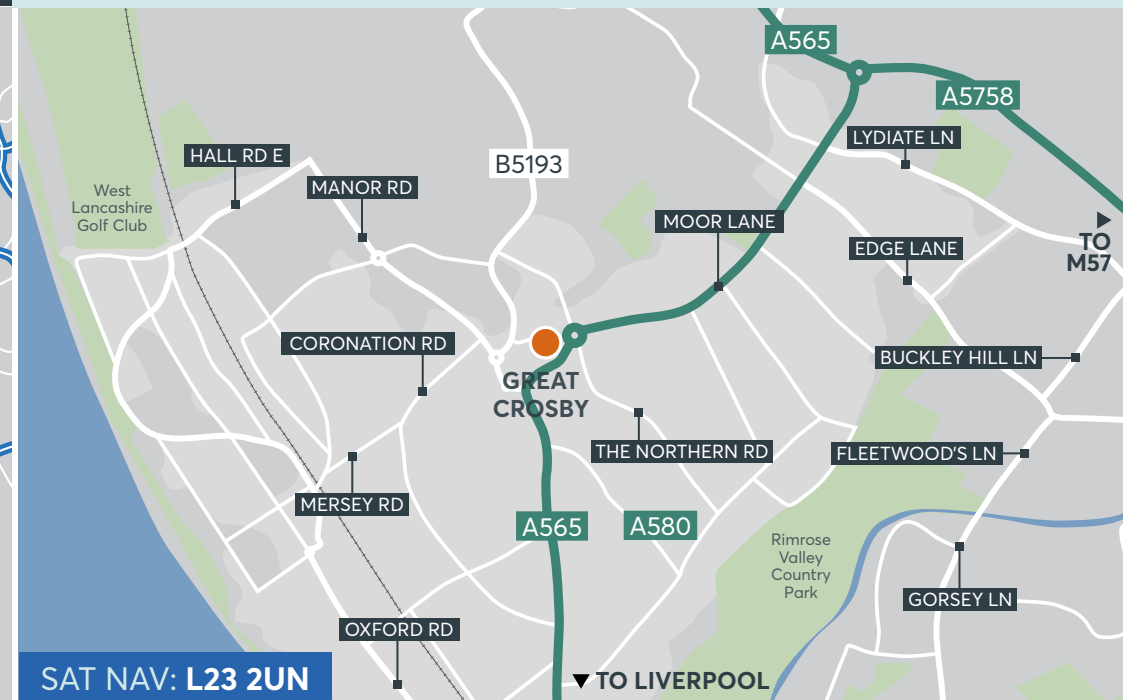 A565
A5758
LYDIATE LN
HALL RD E
B5193
MANOR RD
West
Lancashire
Golf Club
MOOR LANE
EDGE LANE
TO
M57
CORONATION RD
BUCKLEY HILL LN
GREAT
CROSBY
THE NORTHERN RD
FLEETWOOD'S LN
MERSEY RD
A565
A580
Rimrose
Valley
Country
Park
GORSEY LN
OXFORD RD
SAT NAV: L23 2UN
TO LIVERPOOL